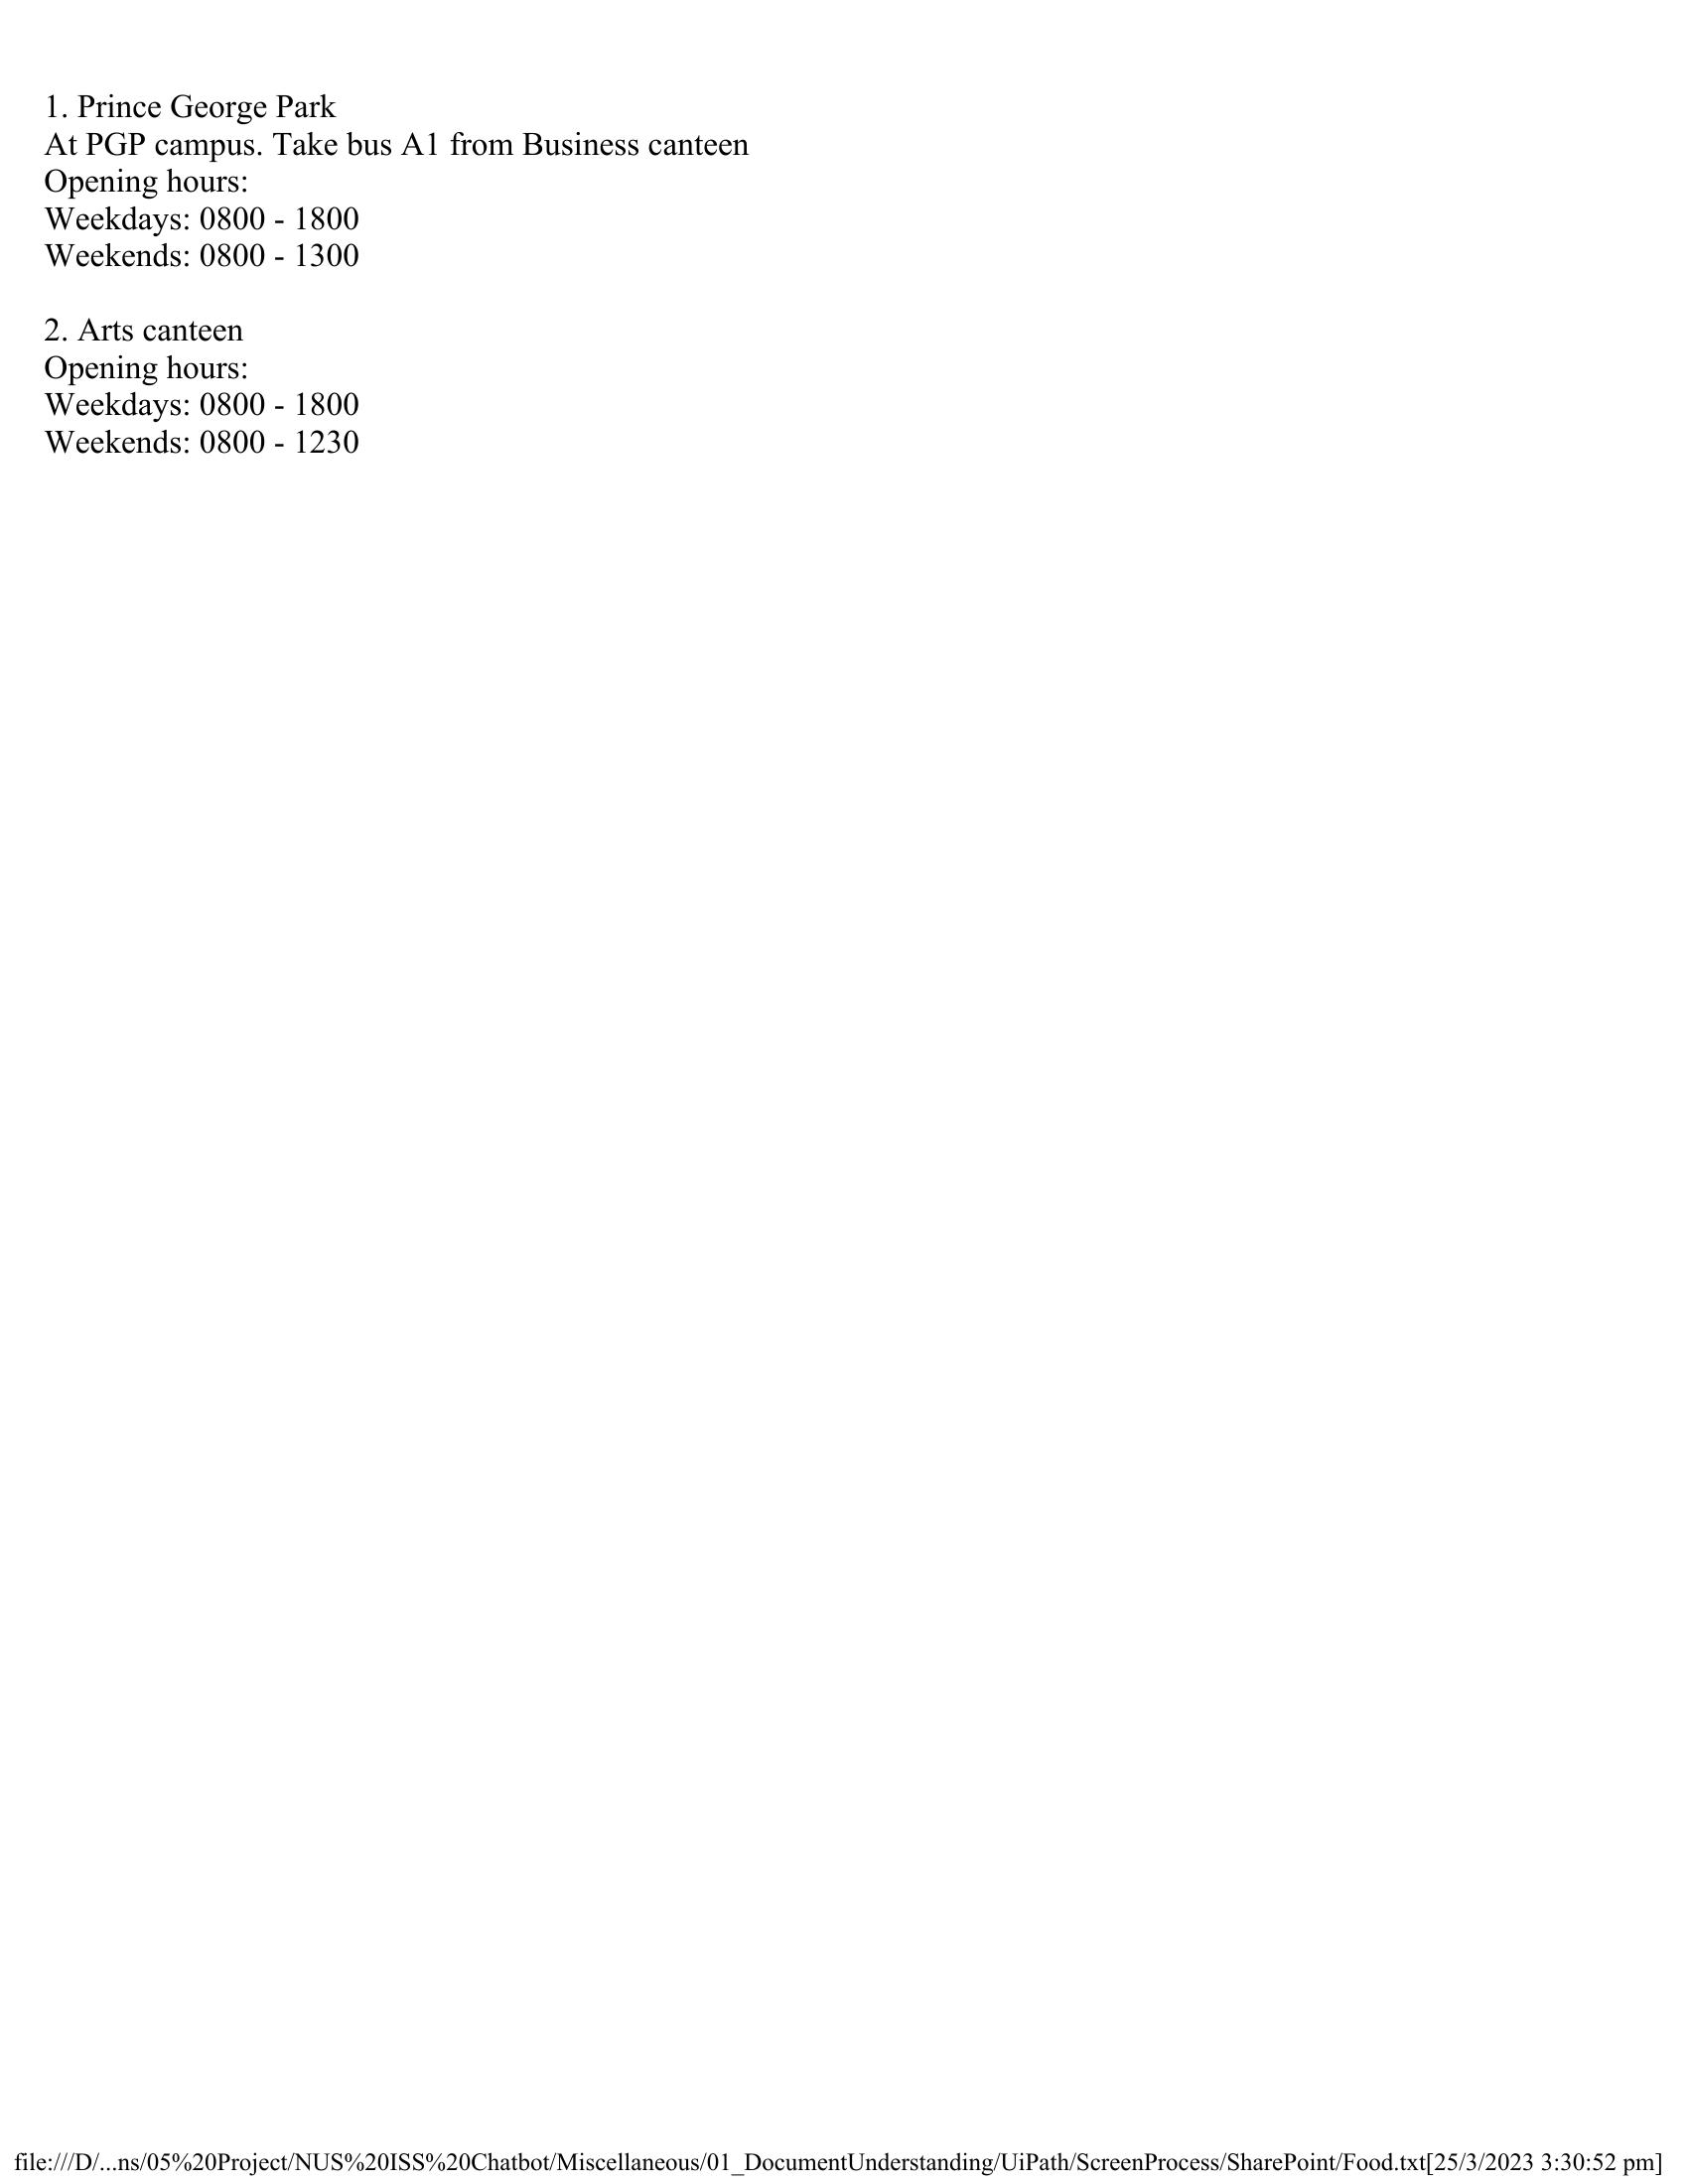 1. Prince George Park
At PGP campus. Take bus A1 from Business canteen
Opening hours:
Weekdays: 0800 - 1800
Weekends: 0800 - 1300
2. Arts canteen
Opening hours:
Weekdays: 0800 - 1800
Weekends: 0800 - 1230
file:///D/...ns/05%20Project/NUS%20ISS%20Chatbot/Miscellaneous/01_DocumentUnderstanding/UiPath/ScreenProcess/SharePoint/Food.txt[25/3/2023 3:30:52 pm]